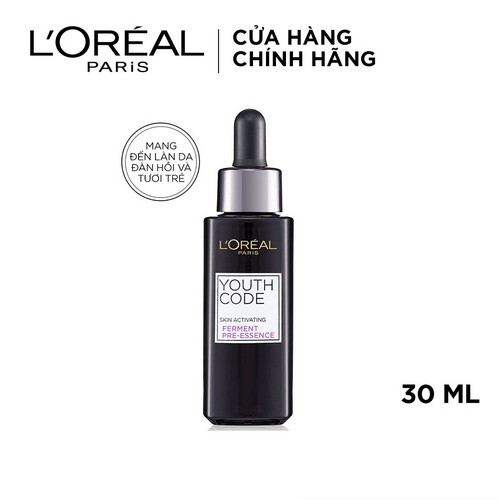 L'ORÉAL
PARIS
CỬA HÀNG
CHÍNH HÃNG
MANG
ĐẾN LÀN DA
ĐÀN HỒI VÀ
TƯƠI TRẺ
L'ORÉAL
PARIS
YOUTH
CODE
SKIN ACTIVATING
FERMENT
PRE-ESSENCE
30 ML